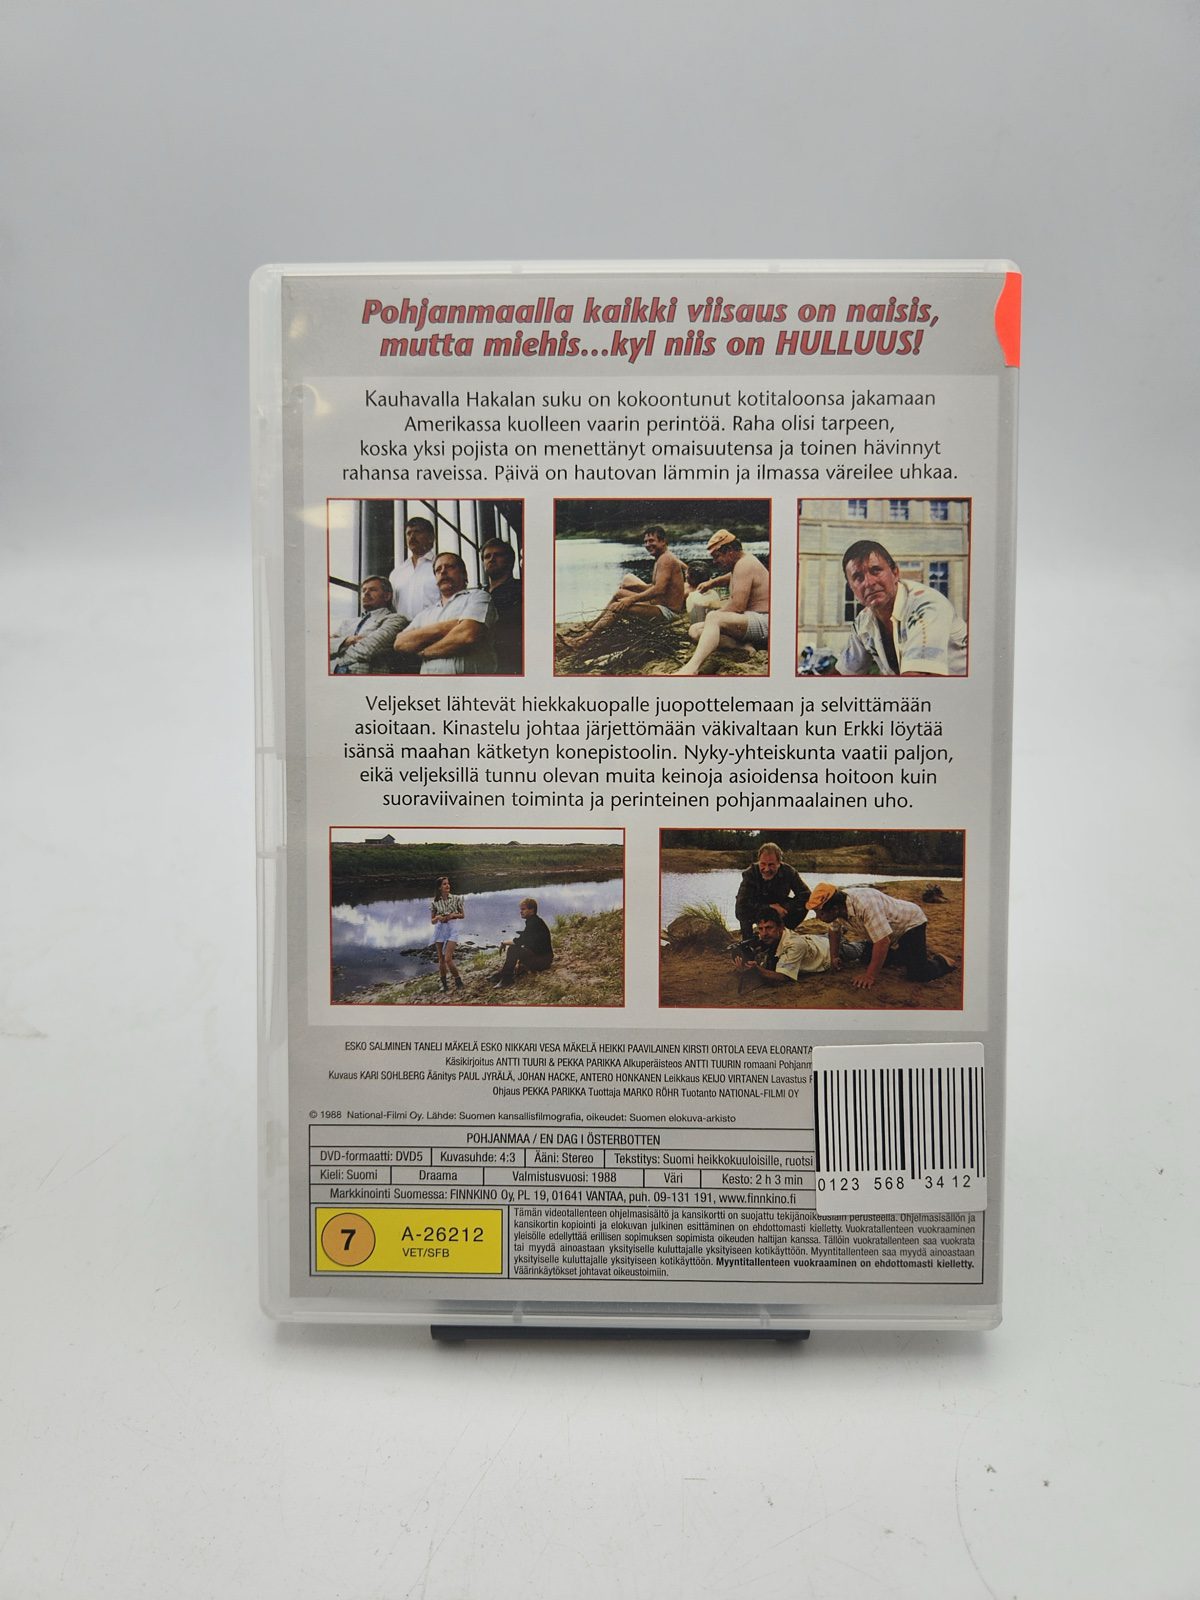 Pohjanmaalla kaikki viisaus on naisis,
mutta miehis...kyl niis on HULLUUS!
Kauhavalla Hakalan suku on kokoontunut kotitaloonsa jakamaan
Amerikassa kuolleen vaarin perintöä. Raha olisi tarpeen,
koska yksi pojista on menettänyt omaisuutensa ja toinen hävinnyt
rahansa raveissa. Päivä on hautovan lämmin ja ilmassa väreilee uhkaa.
Veljekset lähtevät hiekkakuopalle juopottelemaan ja selvittämään
asioitaan. Kinastelu johtaa järjettömään väkivaltaan kun Erkki löytää
isänsä maahan kätketyn konepistoolin. Nyky-yhteiskunta vaatii paljon,
eikä veljeksillä tunnu olevan muita keinoja asioidensa hoitoon kuin
suoraviivainen toiminta ja perinteinen pohjanmaalainen uho.
ESKO SALMINEN TANELI MÄKELÄ ESKO NIKKARI VESA MÄKELÄ HEIKKI PAAVILAINEN KIRSTI ORTOLA EEVA ELORANTA
Käsikirjoitus ANTTI TUURI & PEKKA PARIKKA Alkuperäisteos ANTTI TUURIN romaani
Kuvaus KARI SOHLBERG Äänitys PAUL JYRÄLÄ, JOHAN HACKE, ANTERO HONKANEN Leikkaus KEIJO VIRTANEN Lavastus
Ohjaus PEKKA PARIKKA Tuottaja MARKO RÖHR Tuotanto NATIONAL-FILMI OY
© 1988 National-Filmi Oy. Lähde: Suomen kansallisfilmografia, oikeudet: Suomen elokuva-arkisto
POHJANMAA / EN DAG I ÖSTERBOTTEN
DVD-formaatti: DVD5 Kuvasuhde: 4:3 Ääni: Stereo Tekstitys: Suomi heikkokuuloisille, ruotsi
Kieli: Suomi Draama Valmistusvuosi: 1988 Väri Kesto: 2 h 3 min
Markkinointi Suomessa: FINNKINO Oy, PL 19, 01641 VANTAA, puh. 09-131 191, www.finnkino.fi
0123 568 3412
7 A-26212
VET/SFB
Tämän videotallenteen ohjelmasisältö ja kansikortti on suojattu tekijänoikeuslain perusteella. Ohjelmasisällön ja
kansikortin kopiointi ja elokuvan julkinen esittäminen on ehdottomasti kielletty. Vuokratallenteen vuokraaminen
yleisölle edellyttää erillisen sopimuksen sopimista oikeuden haltijan kanssa. Tällöin vuokratallenteen saa vuokrata
tai myydä ainoastaan yksityiselle kuluttajalle yksityiseen kotikäyttöön. Myyntitallenteen saa myydä ainoastaan
yksityiselle kuluttajalle yksityiseen kotikäyttöön. Myyntitallenteen vuokraaminen on ehdottomasti kielletty.
Väärinkäytökset johtavat oikeustoimiin.